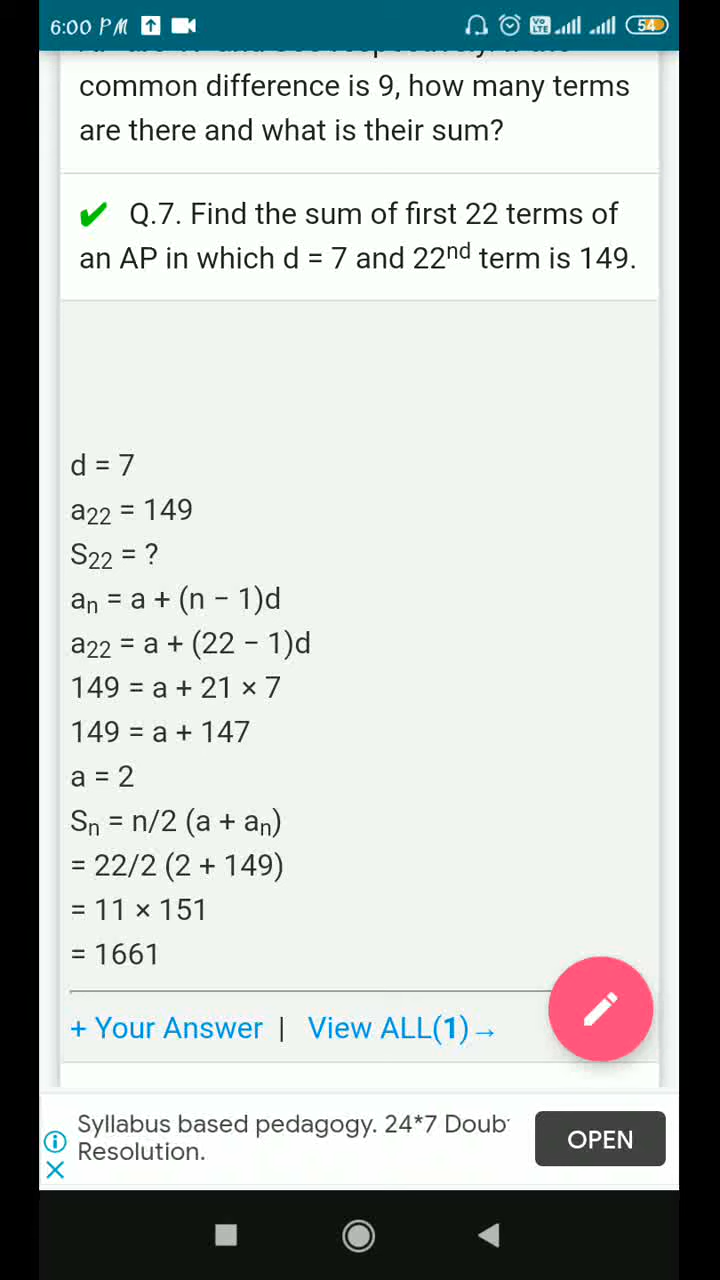 6:00 PM 54
common difference is 9, how many terms
are there and what is their sum?
✔ Q.7. Find the sum of first 22 terms of
an AP in which d = 7 and 22nd term is 149.
d = 7
a22 = 149
S22 = ?
an = a + (n − 1)d
a22 = a + (22 − 1)d
149 = a + 21 × 7
149 = a + 147
a = 2
Sn = n/2 (a + an)
= 22/2 (2 + 149)
= 11 × 151
= 1661
+ Your Answer | View ALL(1)→
Syllabus based pedagogy. 24*7 Doub
Resolution.
OPEN